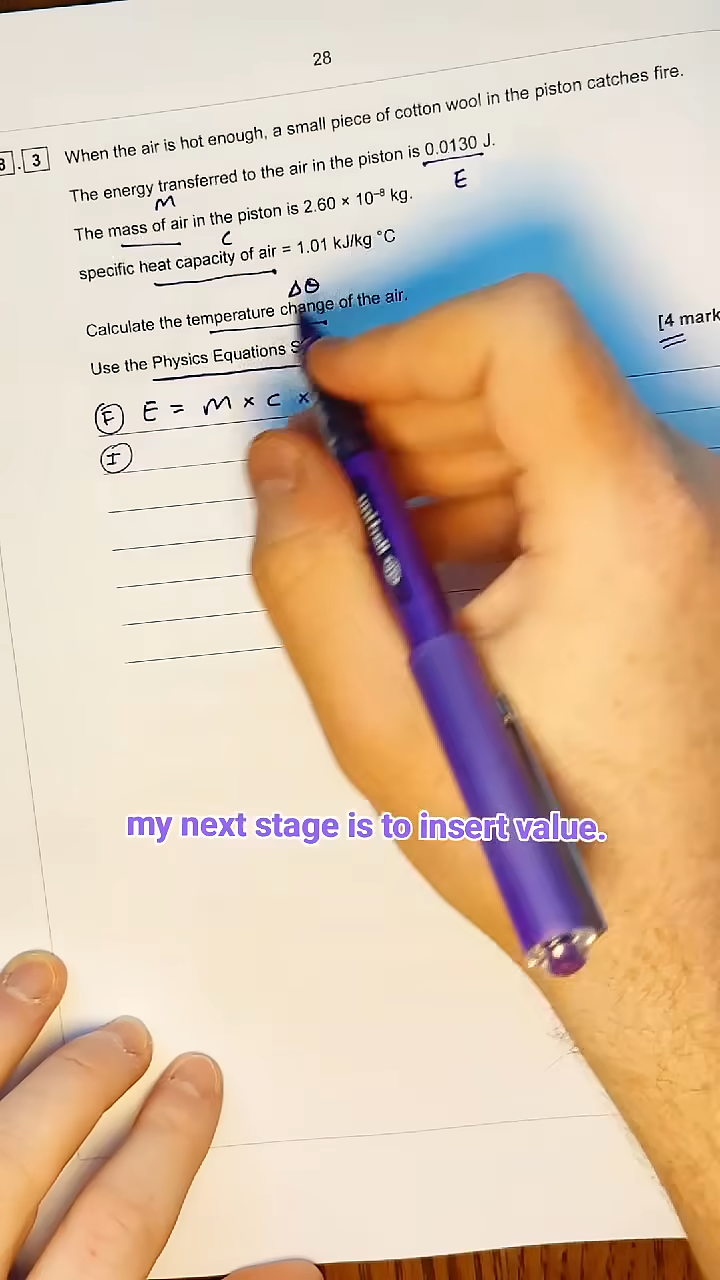 28
3 . 3 When the air is hot enough, a small piece of cotton wool in the piston catches fire.
The energy transferred to the air in the piston is 0.0130 J.
M E
The mass of air in the piston is 2.60 × 10⁻⁸ kg.
C
specific heat capacity of air = 1.01 kJ/kg °C
Δθ
Calculate the temperature change of the air.
[4 mark
Use the Physics Equations
F E = M × C ×
I
my next stage is to insert value.